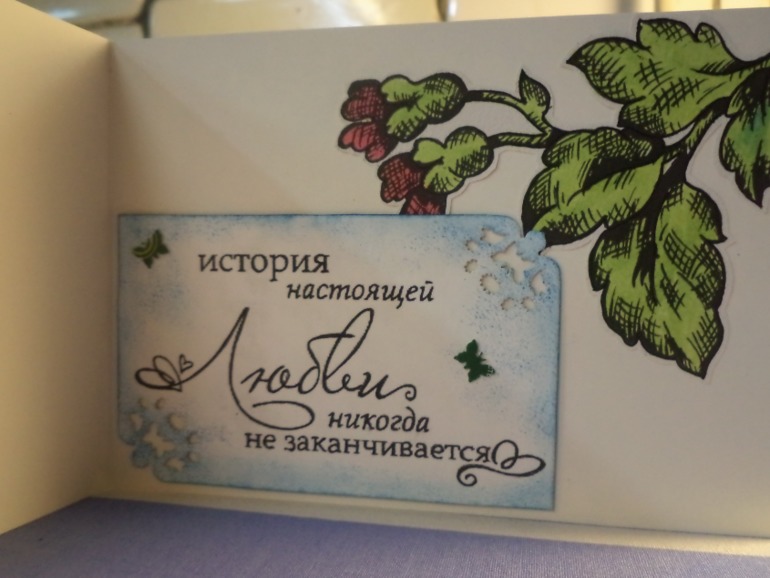 история
настоящей
Любви
никогда
не заканчивается